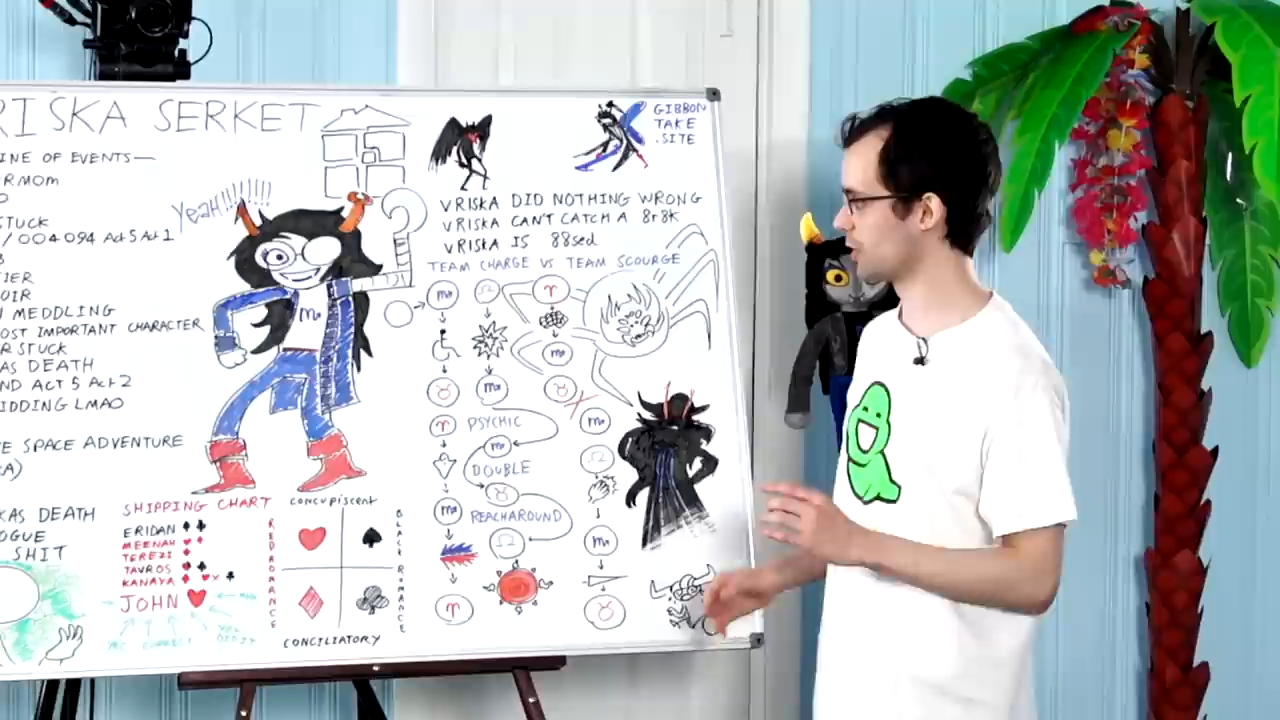 RISKA SERKET
INE OF EVENTS—
RMOM
O
STUCK
/004094 Act 5 Act 1
IER
OIR
MEDDLING
OST IMPORTANT CHARACTER
R STUCK
AS DEATH
ND ACT 5 Act 2
IDDING LMAO
E SPACE ADVENTURE
KAS DEATH
OGUE
SHIT
YeaH!!!!!!!!
GIBBON
TAKE
.SITE
VRISKA DID NOTHING WRONG
VRISKA CAN'T CATCH A 8r8k
VRISKA IS 88sed
TEAM CHARGE VS TEAM SCOURGE
PSYCHIC
DOUBLE
REACHAROUND
SHIPPING CHART
ERIDAN
MEENAH
TEREZI
TAVROS
KANAYA
JOHN
CONCUPISCENT
RED ROMANCE
BLACK ROMANCE
CONCILIATORY